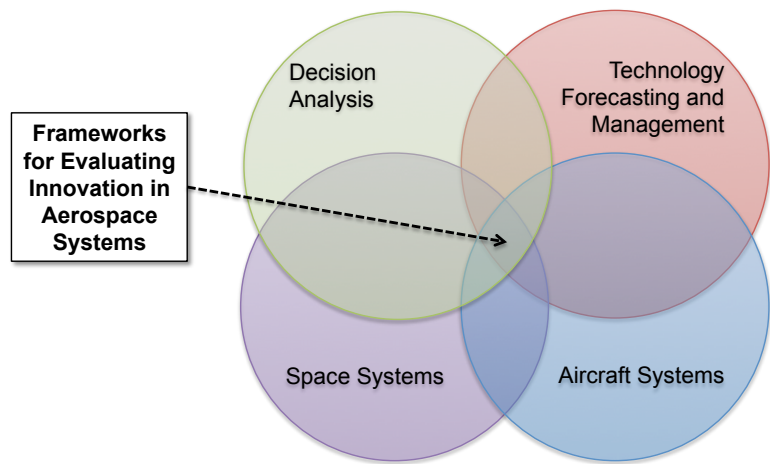 Decision
Analysis
Technology
Forecasting and
Management
Frameworks
for Evaluating
Innovation in
Aerospace
Systems
Space Systems
Aircraft Systems